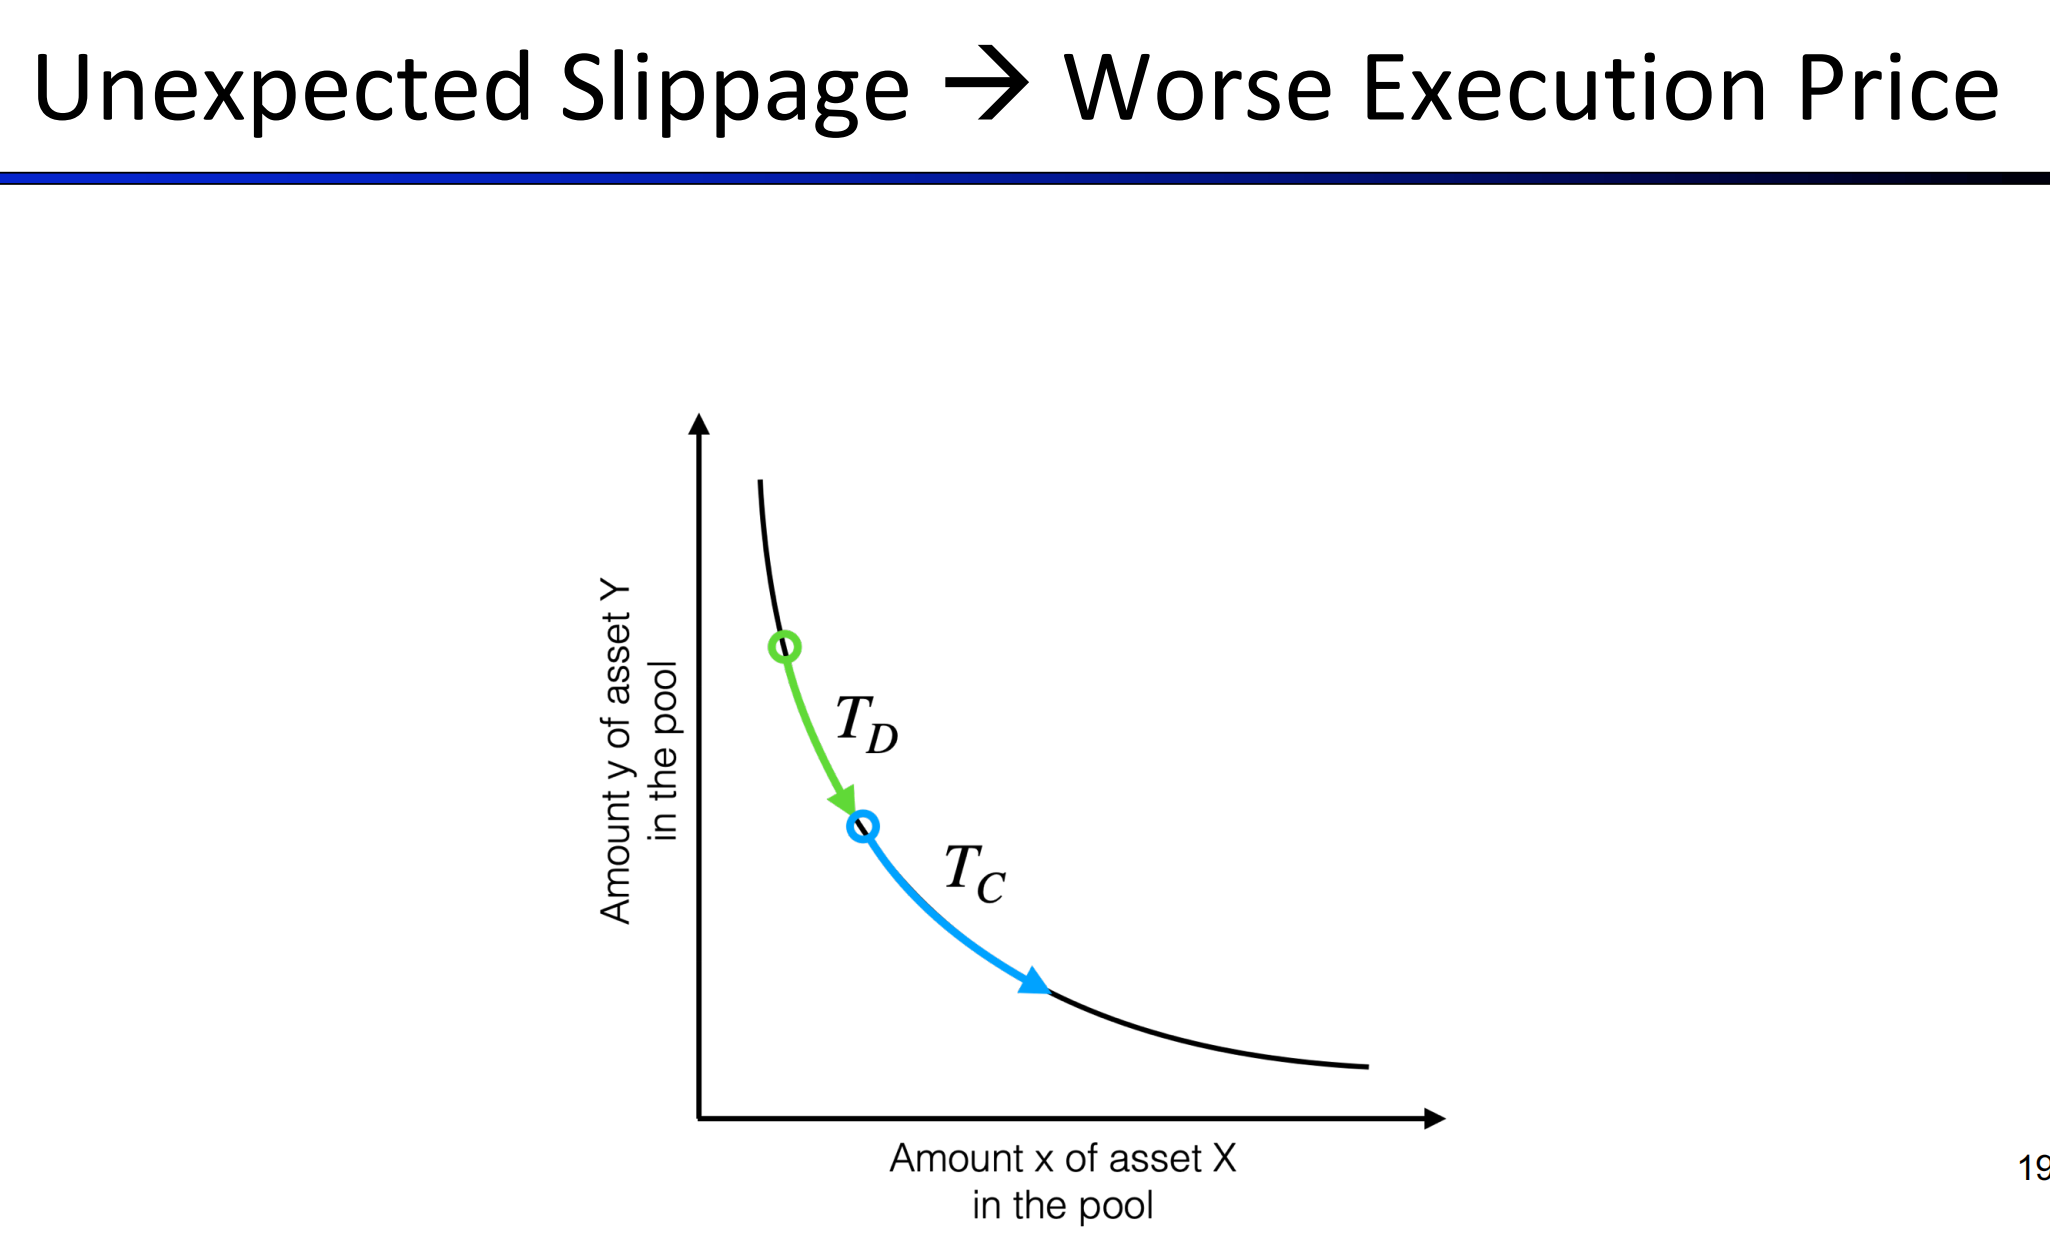 Unexpected Slippage → Worse Execution Price
Amount y of asset Y
in the pool
T_D
T_C
Amount x of asset X
in the pool
19